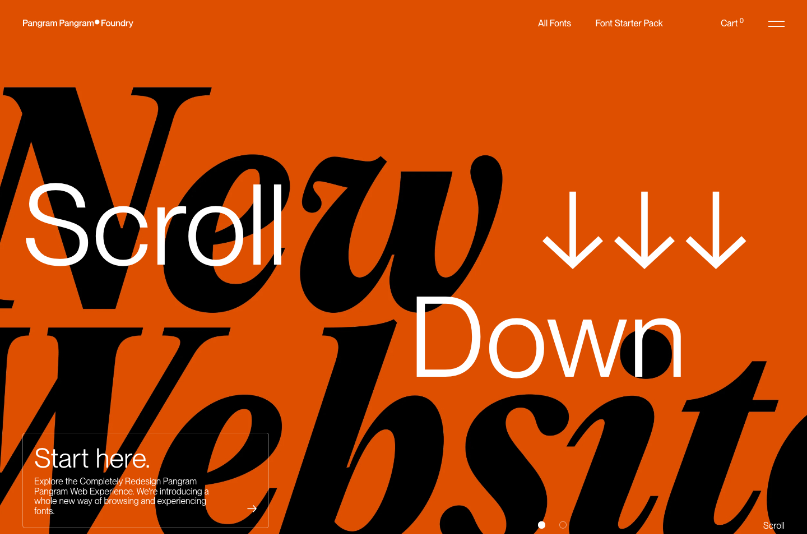 Pangram Pangram Foundry
All Fonts
Font Starter Pack
Cart 0
New
Scroll ↓↓↓
Down
Website
Start here.
Explore the Completely Redesign Pangram
Pangram Web Experience. We're introducing a
whole new way of browsing and experiencing
fonts.
→
Scroll